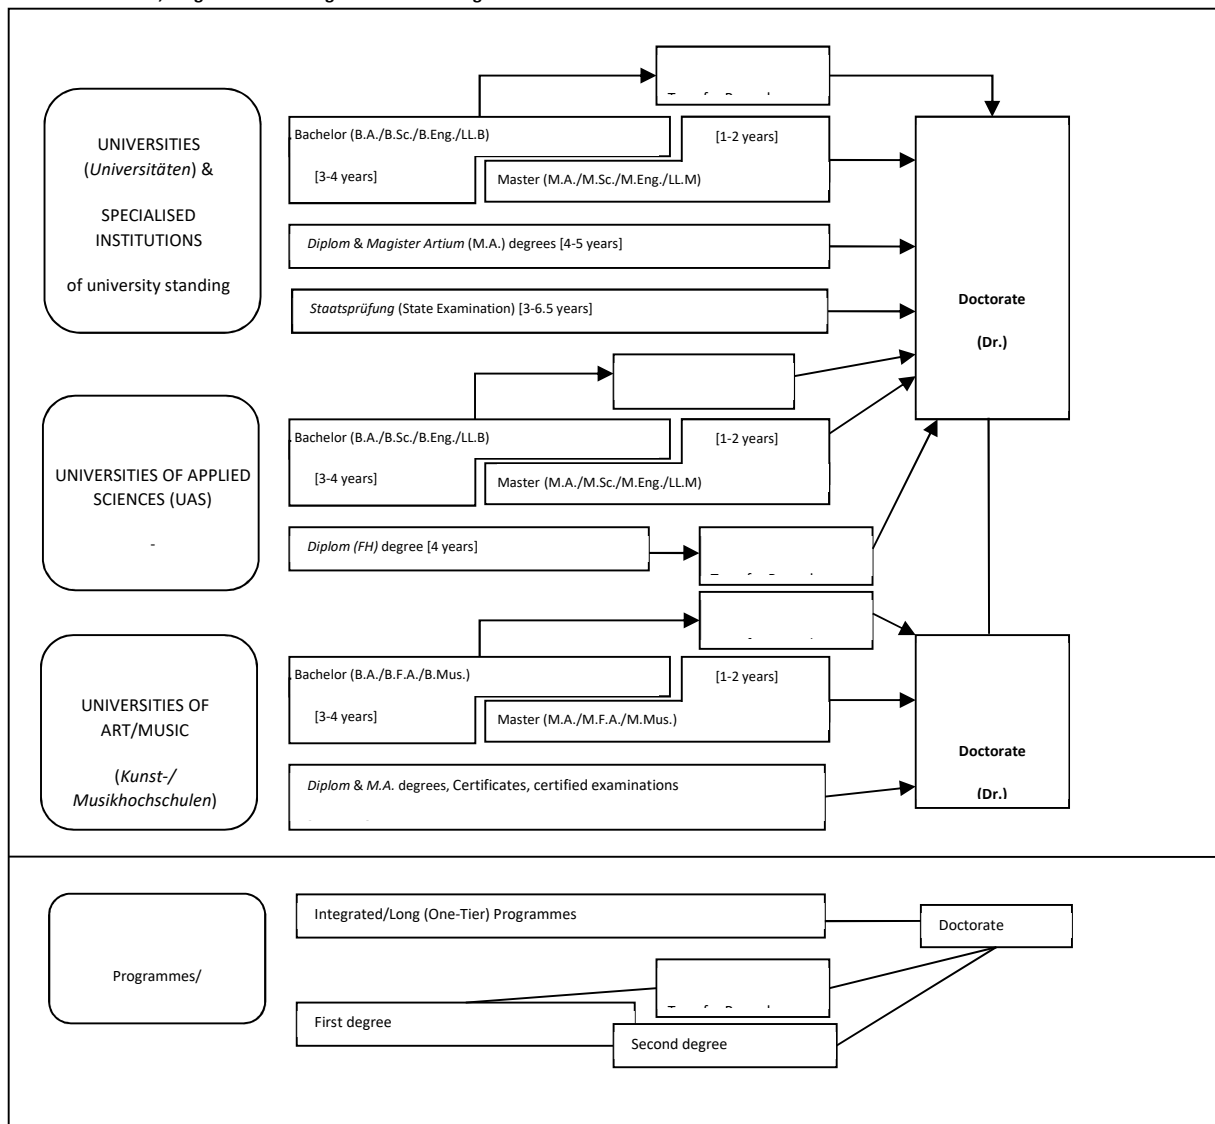 UNIVERSITIES
(Universitäten) &
SPECIALISED
INSTITUTIONS
of university standing
Bachelor (B.A./B.Sc./B.Eng./LL.B)
[3-4 years]
[1-2 years]
Master (M.A./M.Sc./M.Eng./LL.M)
Diplom & Magister Artium (M.A.) degrees [4-5 years]
Staatsprüfung (State Examination) [3-6.5 years]
Doctorate
(Dr.)
UNIVERSITIES OF APPLIED
SCIENCES (UAS)
-
Bachelor (B.A./B.Sc./B.Eng./LL.B)
[3-4 years]
[1-2 years]
Master (M.A./M.Sc./M.Eng./LL.M)
Diplom (FH) degree [4 years]
UNIVERSITIES OF
ART/MUSIC
(Kunst-/
Musikhochschulen)
Bachelor (B.A./B.F.A./B.Mus.)
[3-4 years]
[1-2 years]
Master (M.A./M.F.A./M.Mus.)
Diplom & M.A. degrees, Certificates, certified examinations
Doctorate
(Dr.)
Programmes/
Integrated/Long (One-Tier) Programmes
Doctorate
First degree
Second degree